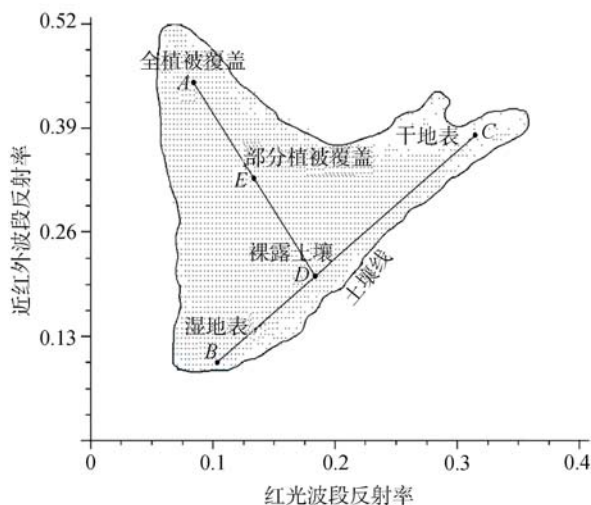 0.52
全植被覆盖
A
0.39
干地表 C
部分植被覆盖
E
近红外波段反射率
0.26
裸露土壤
D
土壤线
0.13
湿地表
B
0 0.1 0.2 0.3 0.4
红光波段反射率